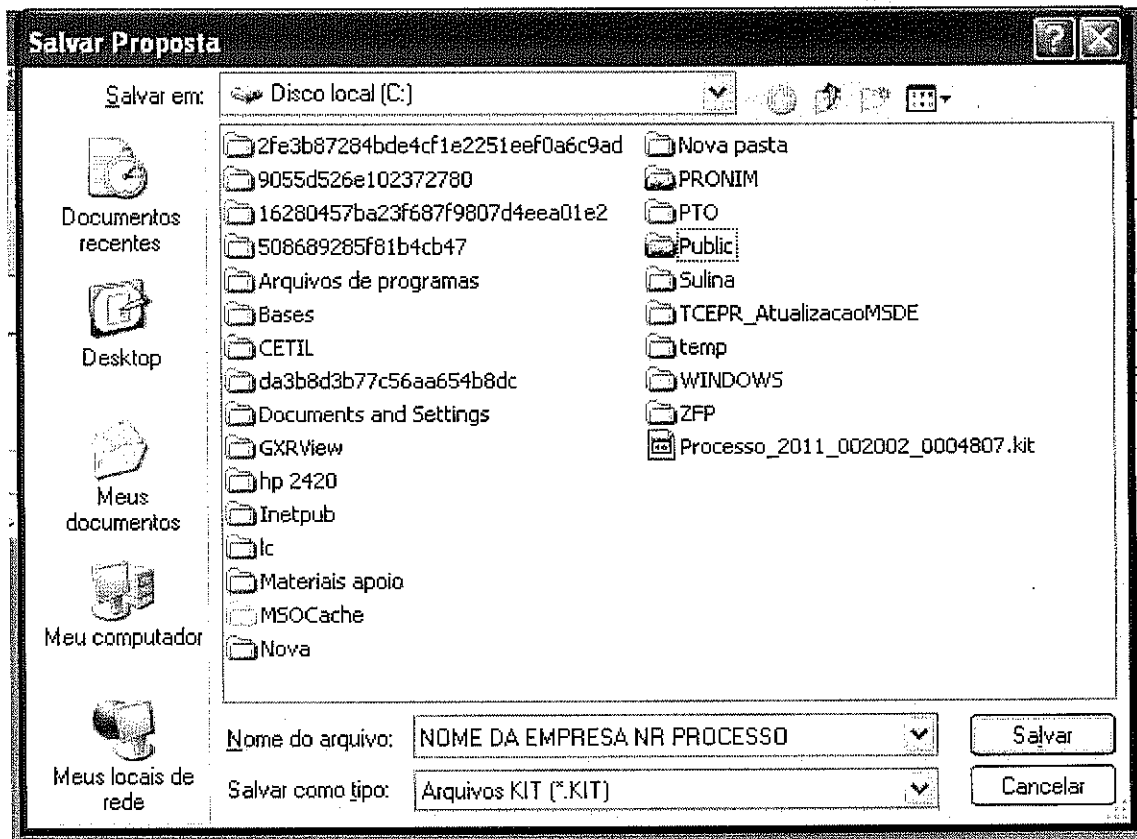 Salvar Proposta
Salvar em:
Disco local (C:)
Documentos recentes
Desktop
Meus documentos
Meu computador
Meus locais de rede
2fe3b87284bde4cf1e2251eef0a6c9ad
9055d526e102372780
16280457ba23f687f9807d4eea01e2
508689285f81b4cb47
Arquivos de programas
Bases
CETIL
da3b8d3b77c56aa654b8dc
Documents and Settings
GXRView
hp 2420
Inetpub
lc
Materiais apoio
MSOCache
Nova
Nova pasta
PRONIM
PTO
Public
Sulina
TCEPR_AtualizacaoMSDE
temp
WINDOWS
ZFP
Processo_2011_002002_0004807.kit
Nome do arquivo:
NOME DA EMPRESA NR PROCESSO
Salvar
Salvar como tipo:
Arquivos KIT (*.KIT)
Cancelar